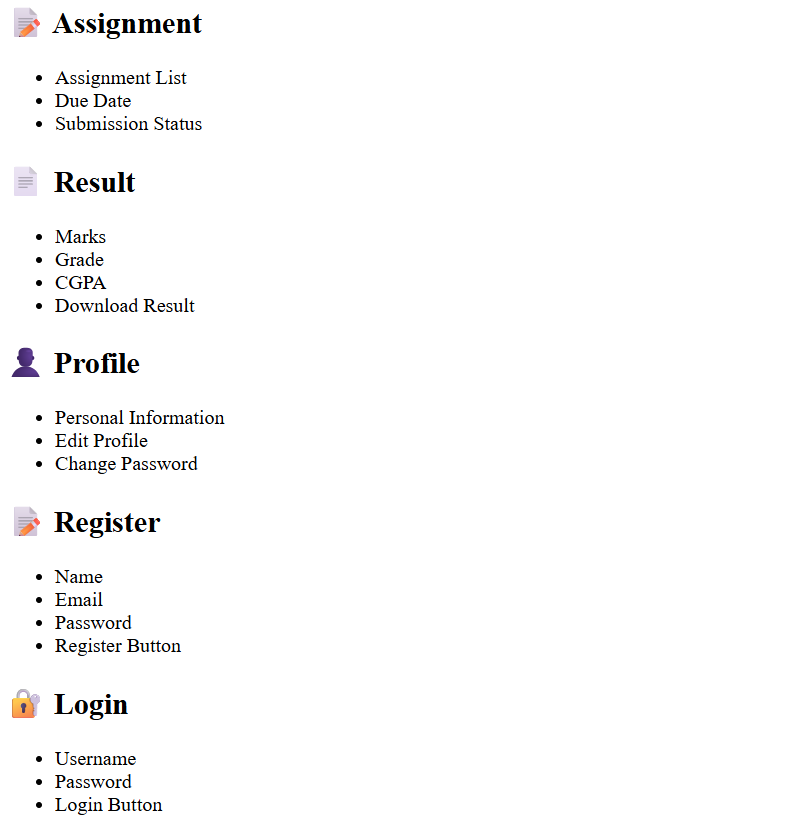 Assignment
Assignment List
Due Date
Submission Status
Result
Marks
Grade
CGPA
Download Result
Profile
Personal Information
Edit Profile
Change Password
Register
Name
Email
Password
Register Button
Login
Username
Password
Login Button